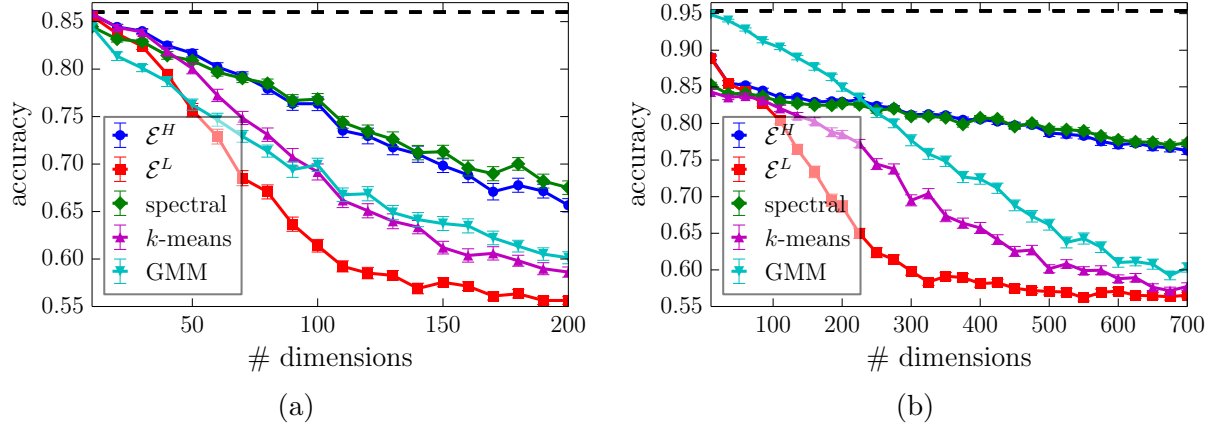 accuracy
0.85
0.80
0.75
0.70
0.65
0.60
0.55
50
100
150
200
# dimensions
ℰ^H
ℰ^L
spectral
k-means
GMM
(a)
accuracy
0.95
0.90
0.85
0.80
0.75
0.70
0.65
0.60
0.55
100
200
300
400
500
600
700
# dimensions
ℰ^H
ℰ^L
spectral
k-means
GMM
(b)